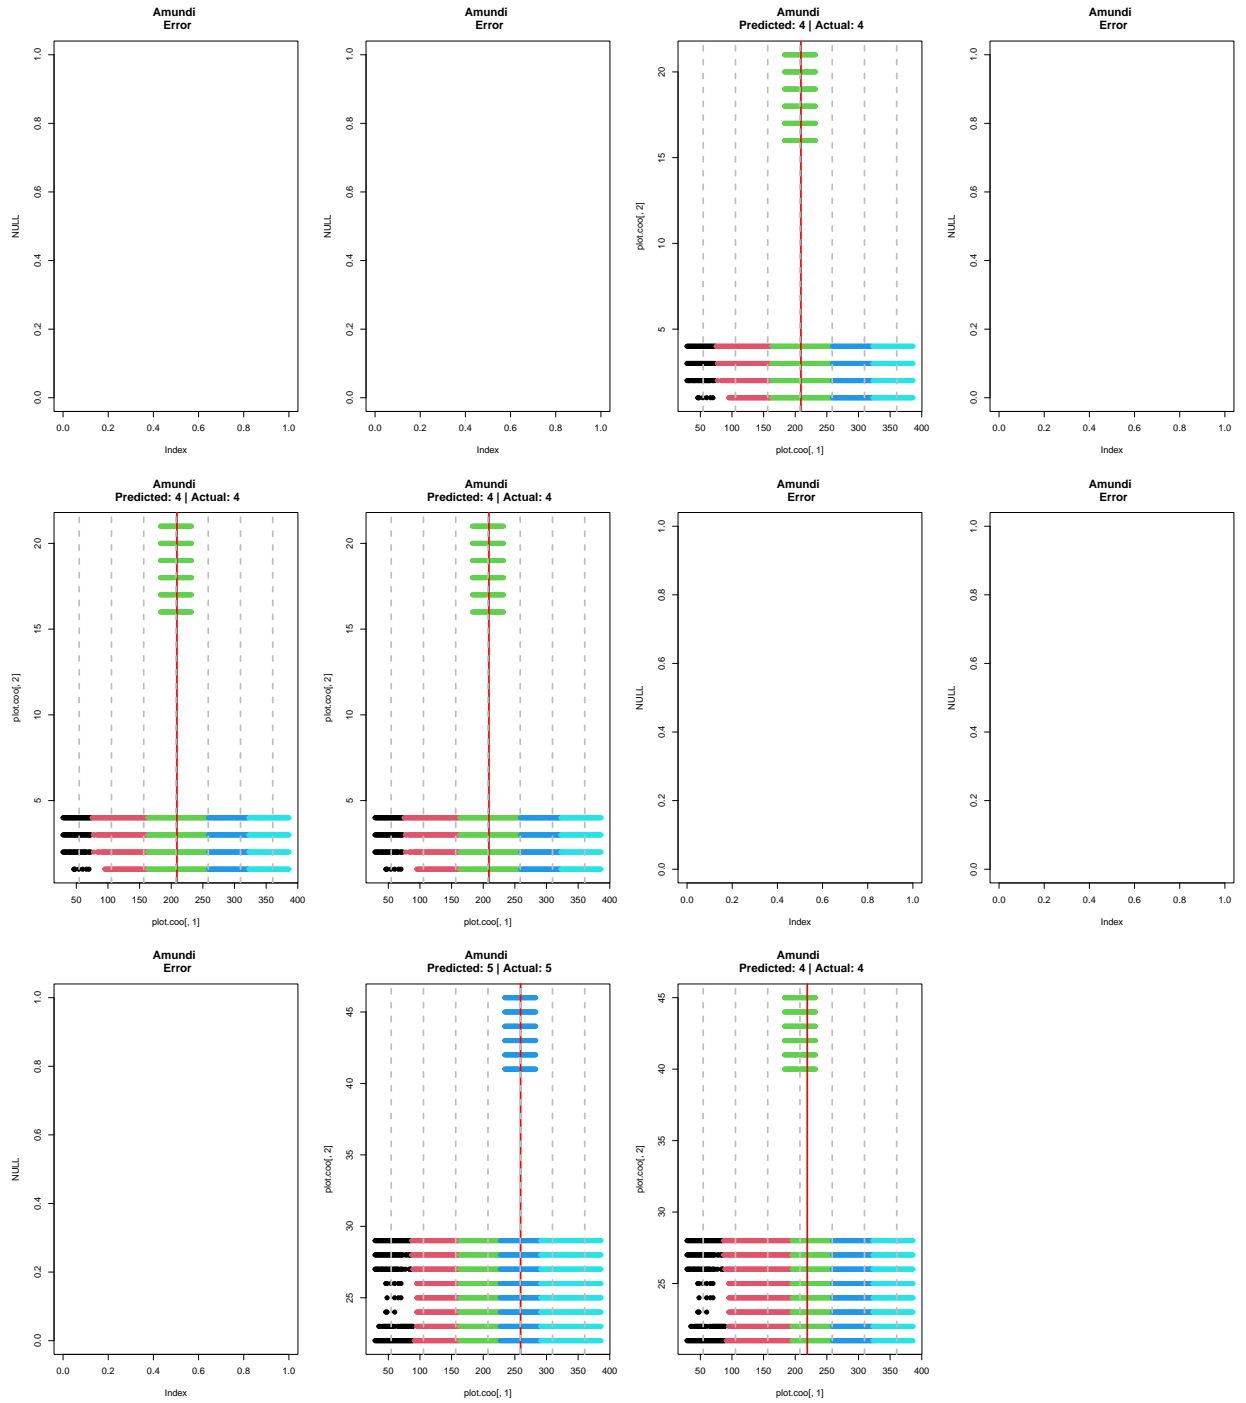 Amundi
Error
1.0
0.8
0.6
0.4
0.2
0.0
NULL
0.0 0.2 0.4 0.6 0.8 1.0
Index
Amundi
Error
1.0
0.8
0.6
0.4
0.2
0.0
NULL
0.0 0.2 0.4 0.6 0.8 1.0
Index
Amundi
Predicted: 4 | Actual: 4
20
15
10
5
plot.coo[, 2]
50 100 150 200 250 300 350 400
plot.coo[, 1]
Amundi
Error
1.0
0.8
0.6
0.4
0.2
0.0
NULL
0.0 0.2 0.4 0.6 0.8 1.0
Index
Amundi
Predicted: 4 | Actual: 4
20
15
10
5
plot.coo[, 2]
50 100 150 200 250 300 350 400
plot.coo[, 1]
Amundi
Predicted: 4 | Actual: 4
20
15
10
5
plot.coo[, 2]
50 100 150 200 250 300 350 400
plot.coo[, 1]
Amundi
Error
1.0
0.8
0.6
0.4
0.2
0.0
NULL
0.0 0.2 0.4 0.6 0.8 1.0
Index
Amundi
Error
1.0
0.8
0.6
0.4
0.2
0.0
NULL
0.0 0.2 0.4 0.6 0.8 1.0
Index
Amundi
Error
1.0
0.8
0.6
0.4
0.2
0.0
NULL
0.0 0.2 0.4 0.6 0.8 1.0
Index
Amundi
Predicted: 5 | Actual: 5
45
40
35
30
25
plot.coo[, 2]
50 100 150 200 250 300 350 400
plot.coo[, 1]
Amundi
Predicted: 4 | Actual: 4
45
40
35
30
25
plot.coo[, 2]
50 100 150 200 250 300 350 400
plot.coo[, 1]